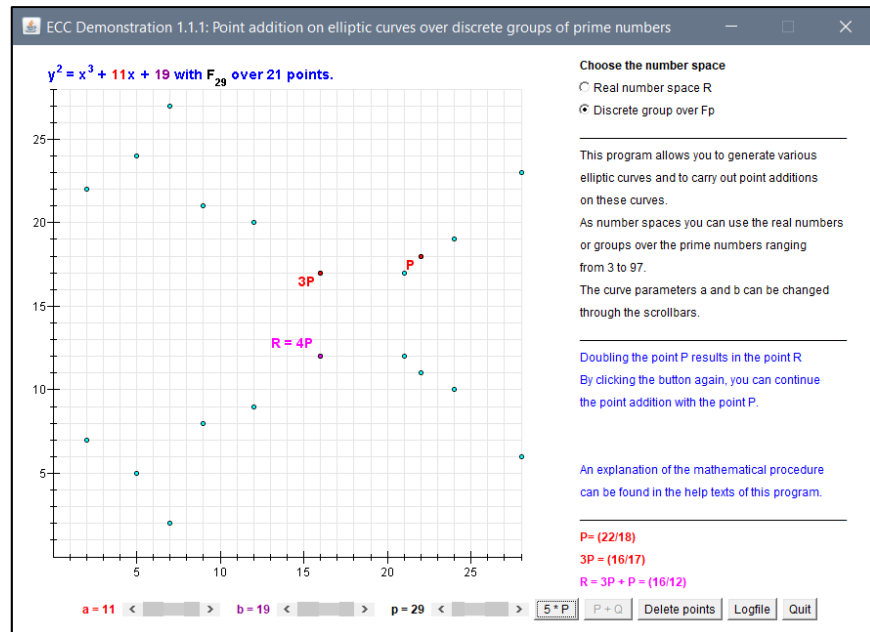 ECC Demonstration 1.1.1: Point addition on elliptic curves over discrete groups of prime numbers
y² = x³ + 11x + 19 with F₂₉ over 21 points.
25
20
15
10
5
5
10
15
20
25
3P
P
R = 4P
Choose the number space
Real number space R
Discrete group over Fp
This program allows you to generate various
elliptic curves and to carry out point additions
on these curves.
As number spaces you can use the real numbers
or groups over the prime numbers ranging
from 3 to 97.
The curve parameters a and b can be changed
through the scrollbars.
Doubling the point P results in the point R
By clicking the button again, you can continue
the point addition with the point P.
An explanation of the mathematical procedure
can be found in the help texts of this program.
P= (22/18)
3P = (16/17)
R = 3P + P = (16/12)
a = 11
b = 19
p = 29
5 * P
P + Q
Delete points
Logfile
Quit